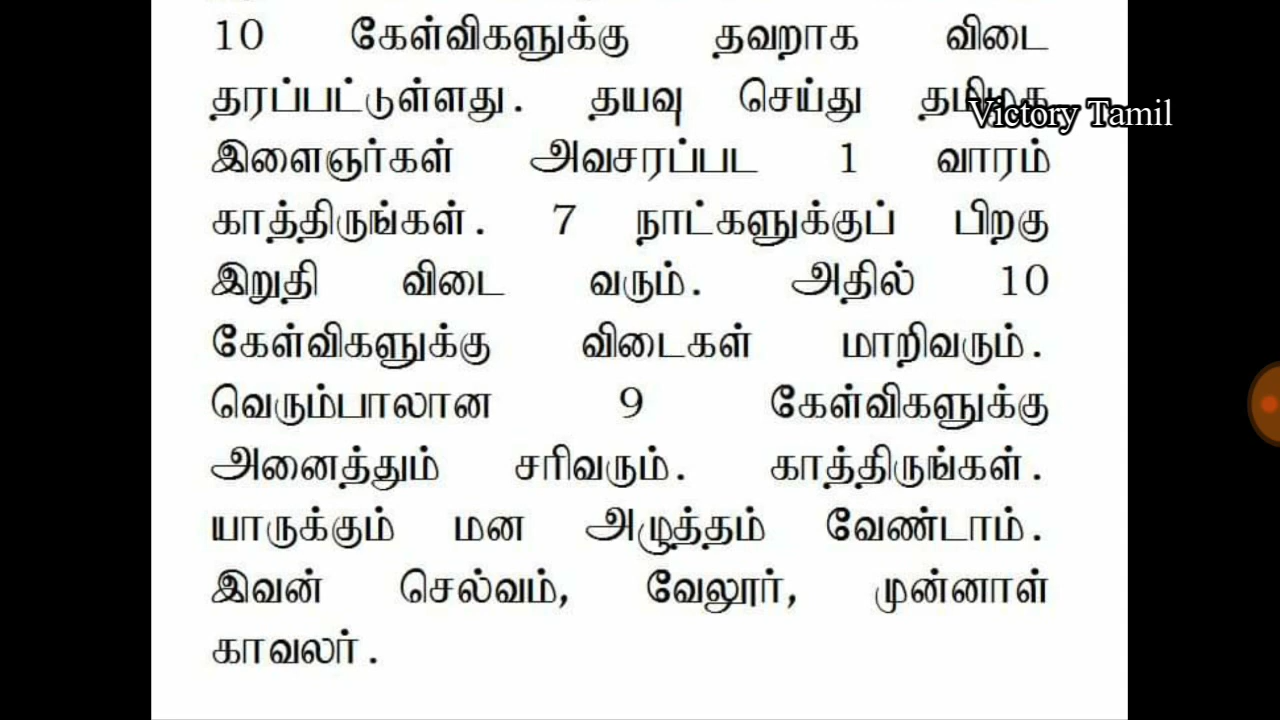 10 கேள்விகளுக்கு தவறாக விடை
தரப்பட்டுள்ளது. தயவு செய்து தமிழக
Victory Tamil
இளைஞர்கள் அவசரப்பட 1 வாரம்
காத்திருங்கள். 7 நாட்களுக்குப் பிறகு
இறுதி விடை வரும். அதில் 10
கேள்விகளுக்கு விடைகள் மாறிவரும்.
வெரும்பாலான 9 கேள்விகளுக்கு
அனைத்தும் சரிவரும். காத்திருங்கள்.
யாருக்கும் மன அழுத்தம் வேண்டாம்.
இவன் செல்வம், வேலூர், முன்னாள்
காவலர்.